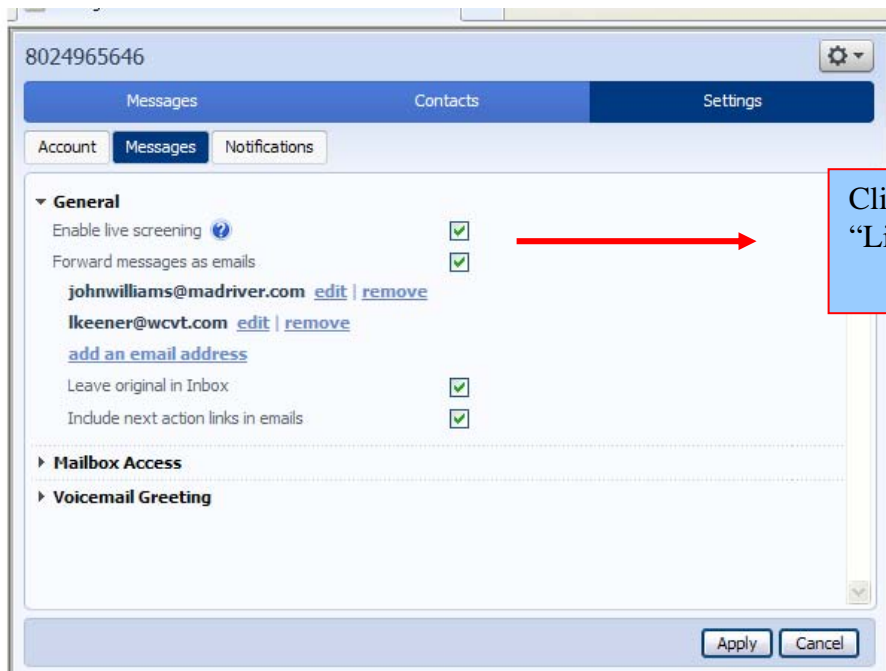 8024965646
Messages Contacts Settings
Account Messages Notifications
General
Enable live screening ?
Forward messages as emails
johnwilliams@madriver.com edit | remove
lkeener@wcvt.com edit | remove
add an email address
Leave original in Inbox
Include next action links in emails
Mailbox Access
Voicemail Greeting
Apply Cancel